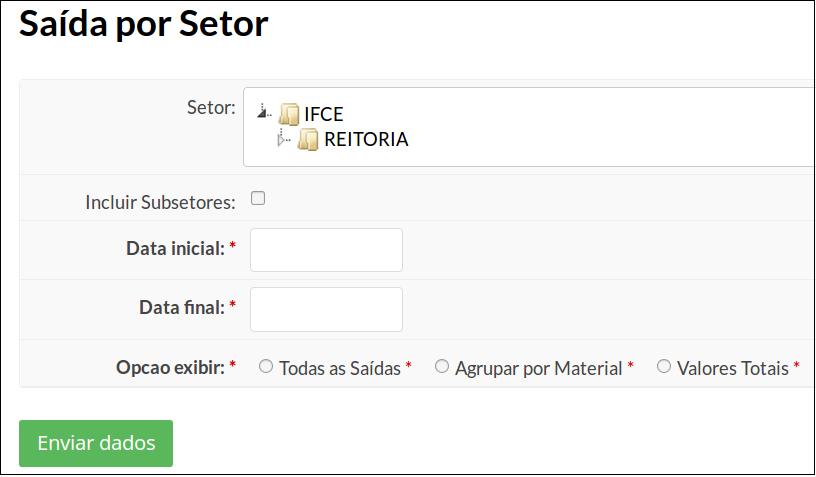 Saída por Setor
Setor:
IFCE
REITORIA
Incluir Subsetores:
Data inicial: *
Data final: *
Opcao exibir: * Todas as Saídas * Agrupar por Material * Valores Totais *
Enviar dados